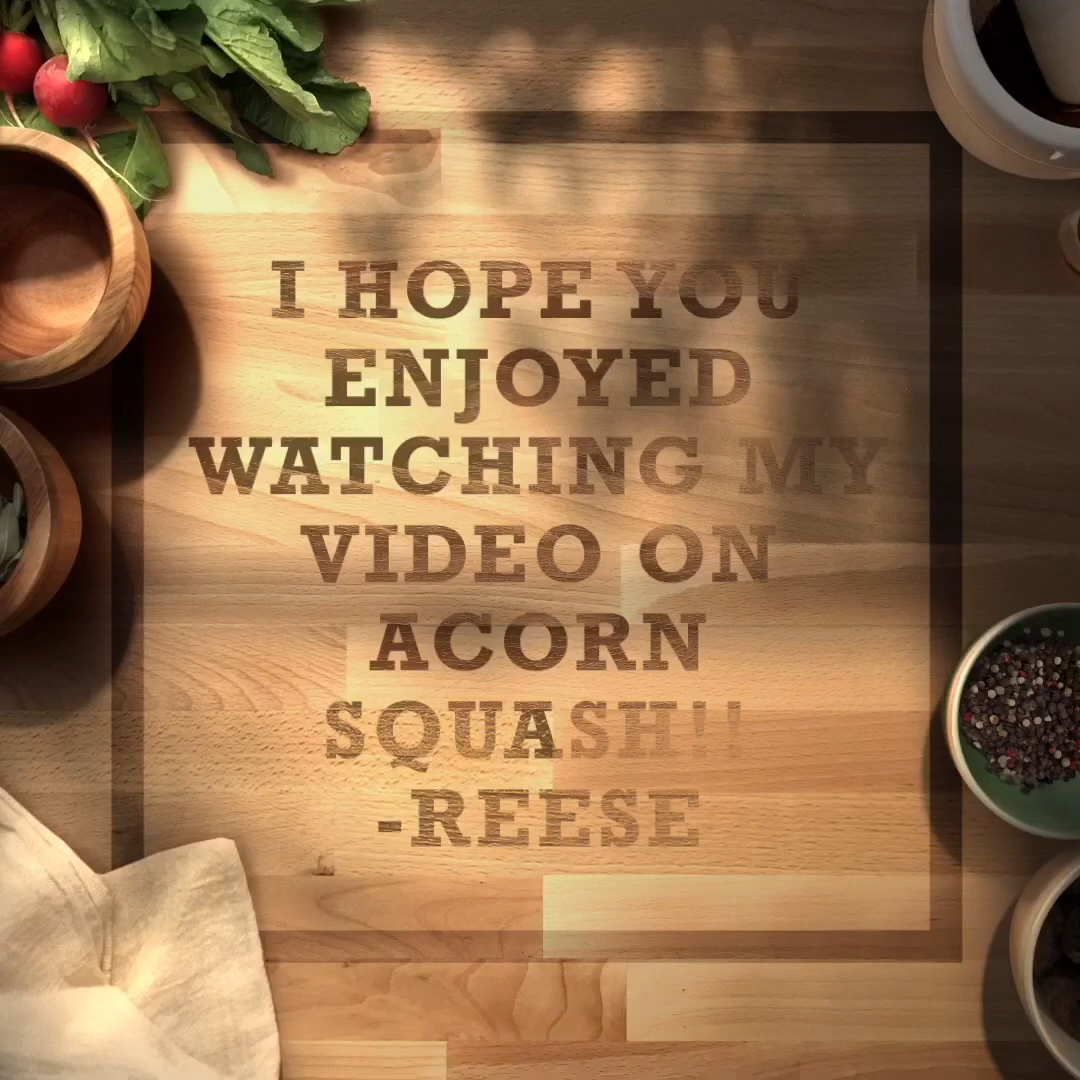 I HOPE YOU
ENJOYED
WATCHING MY
VIDEO ON
ACORN
SQUASH!!
-REESE